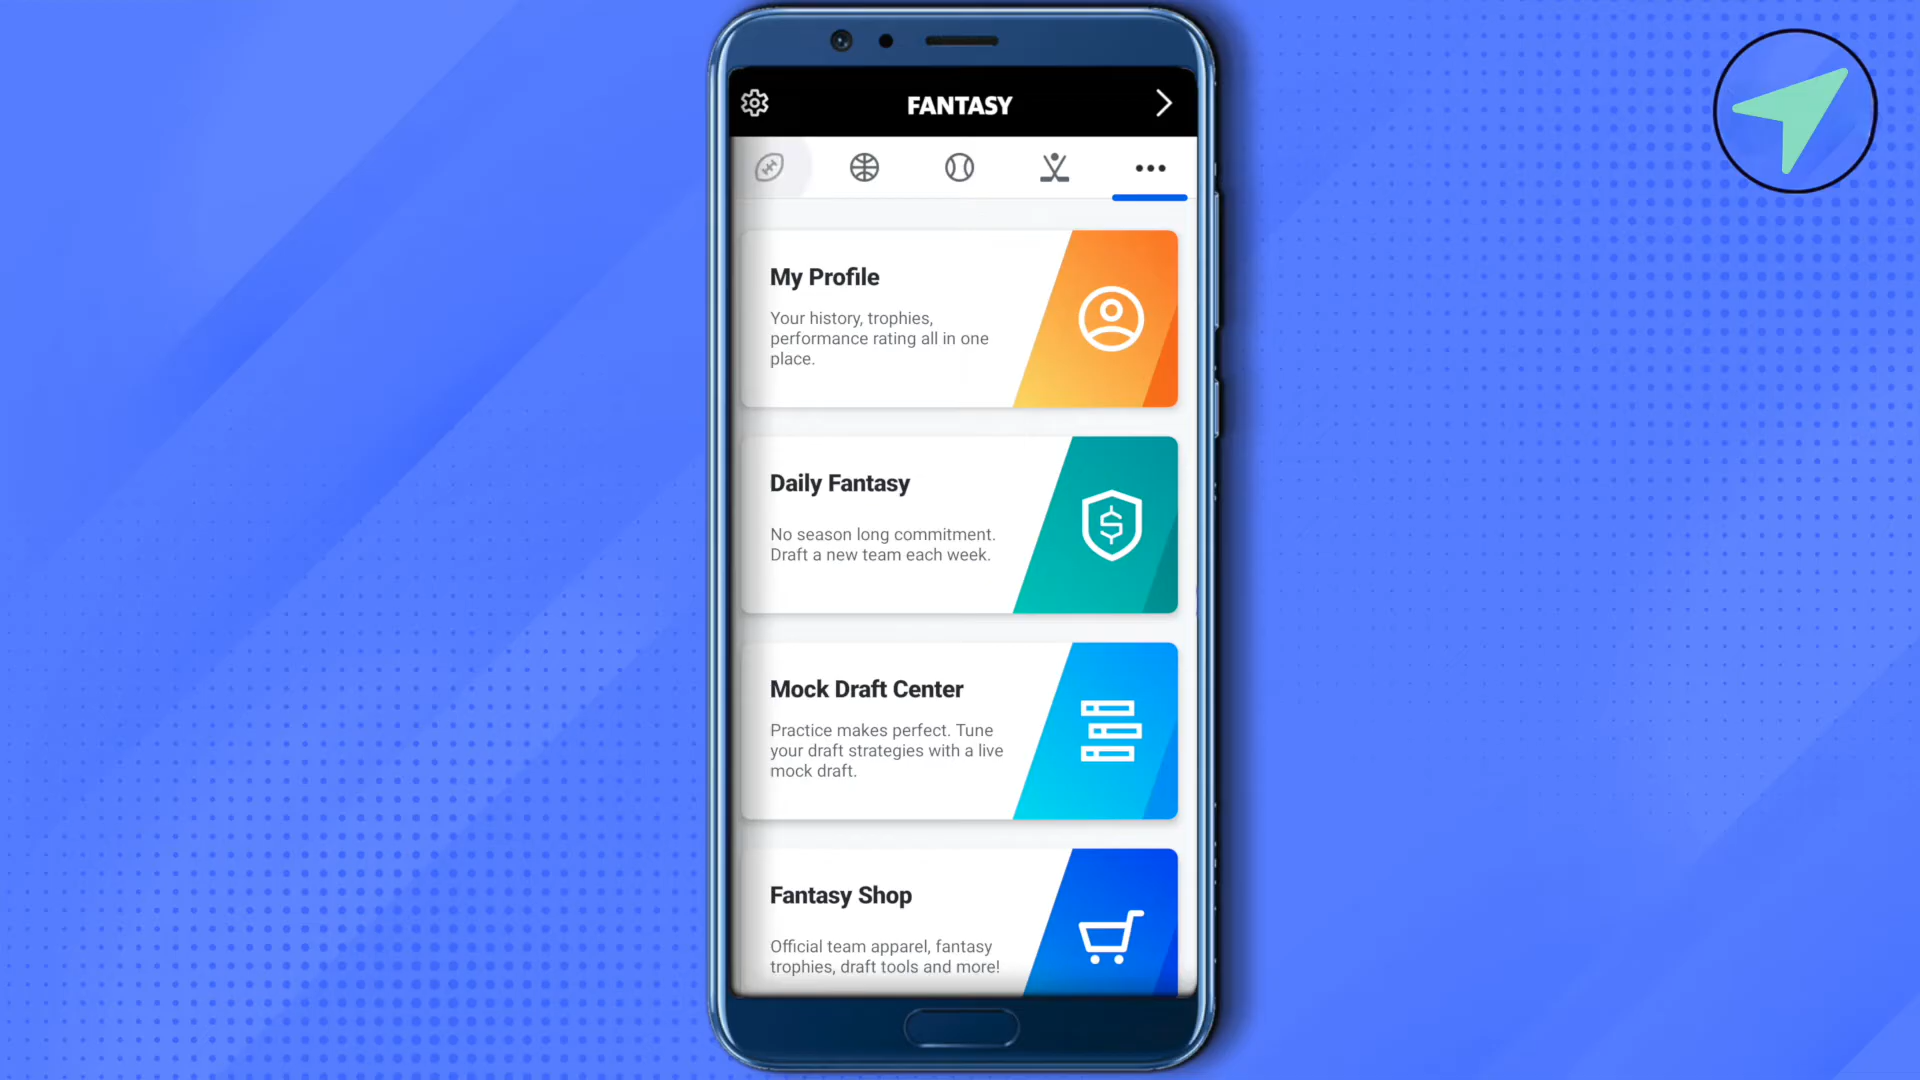 FANTASY
My Profile
Your history, trophies,
performance rating all in one
place.
Daily Fantasy
No season long commitment.
Draft a new team each week.
Mock Draft Center
Practice makes perfect. Tune
your draft strategies with a live
mock draft.
Fantasy Shop
Official team apparel, fantasy
trophies, draft tools and more!